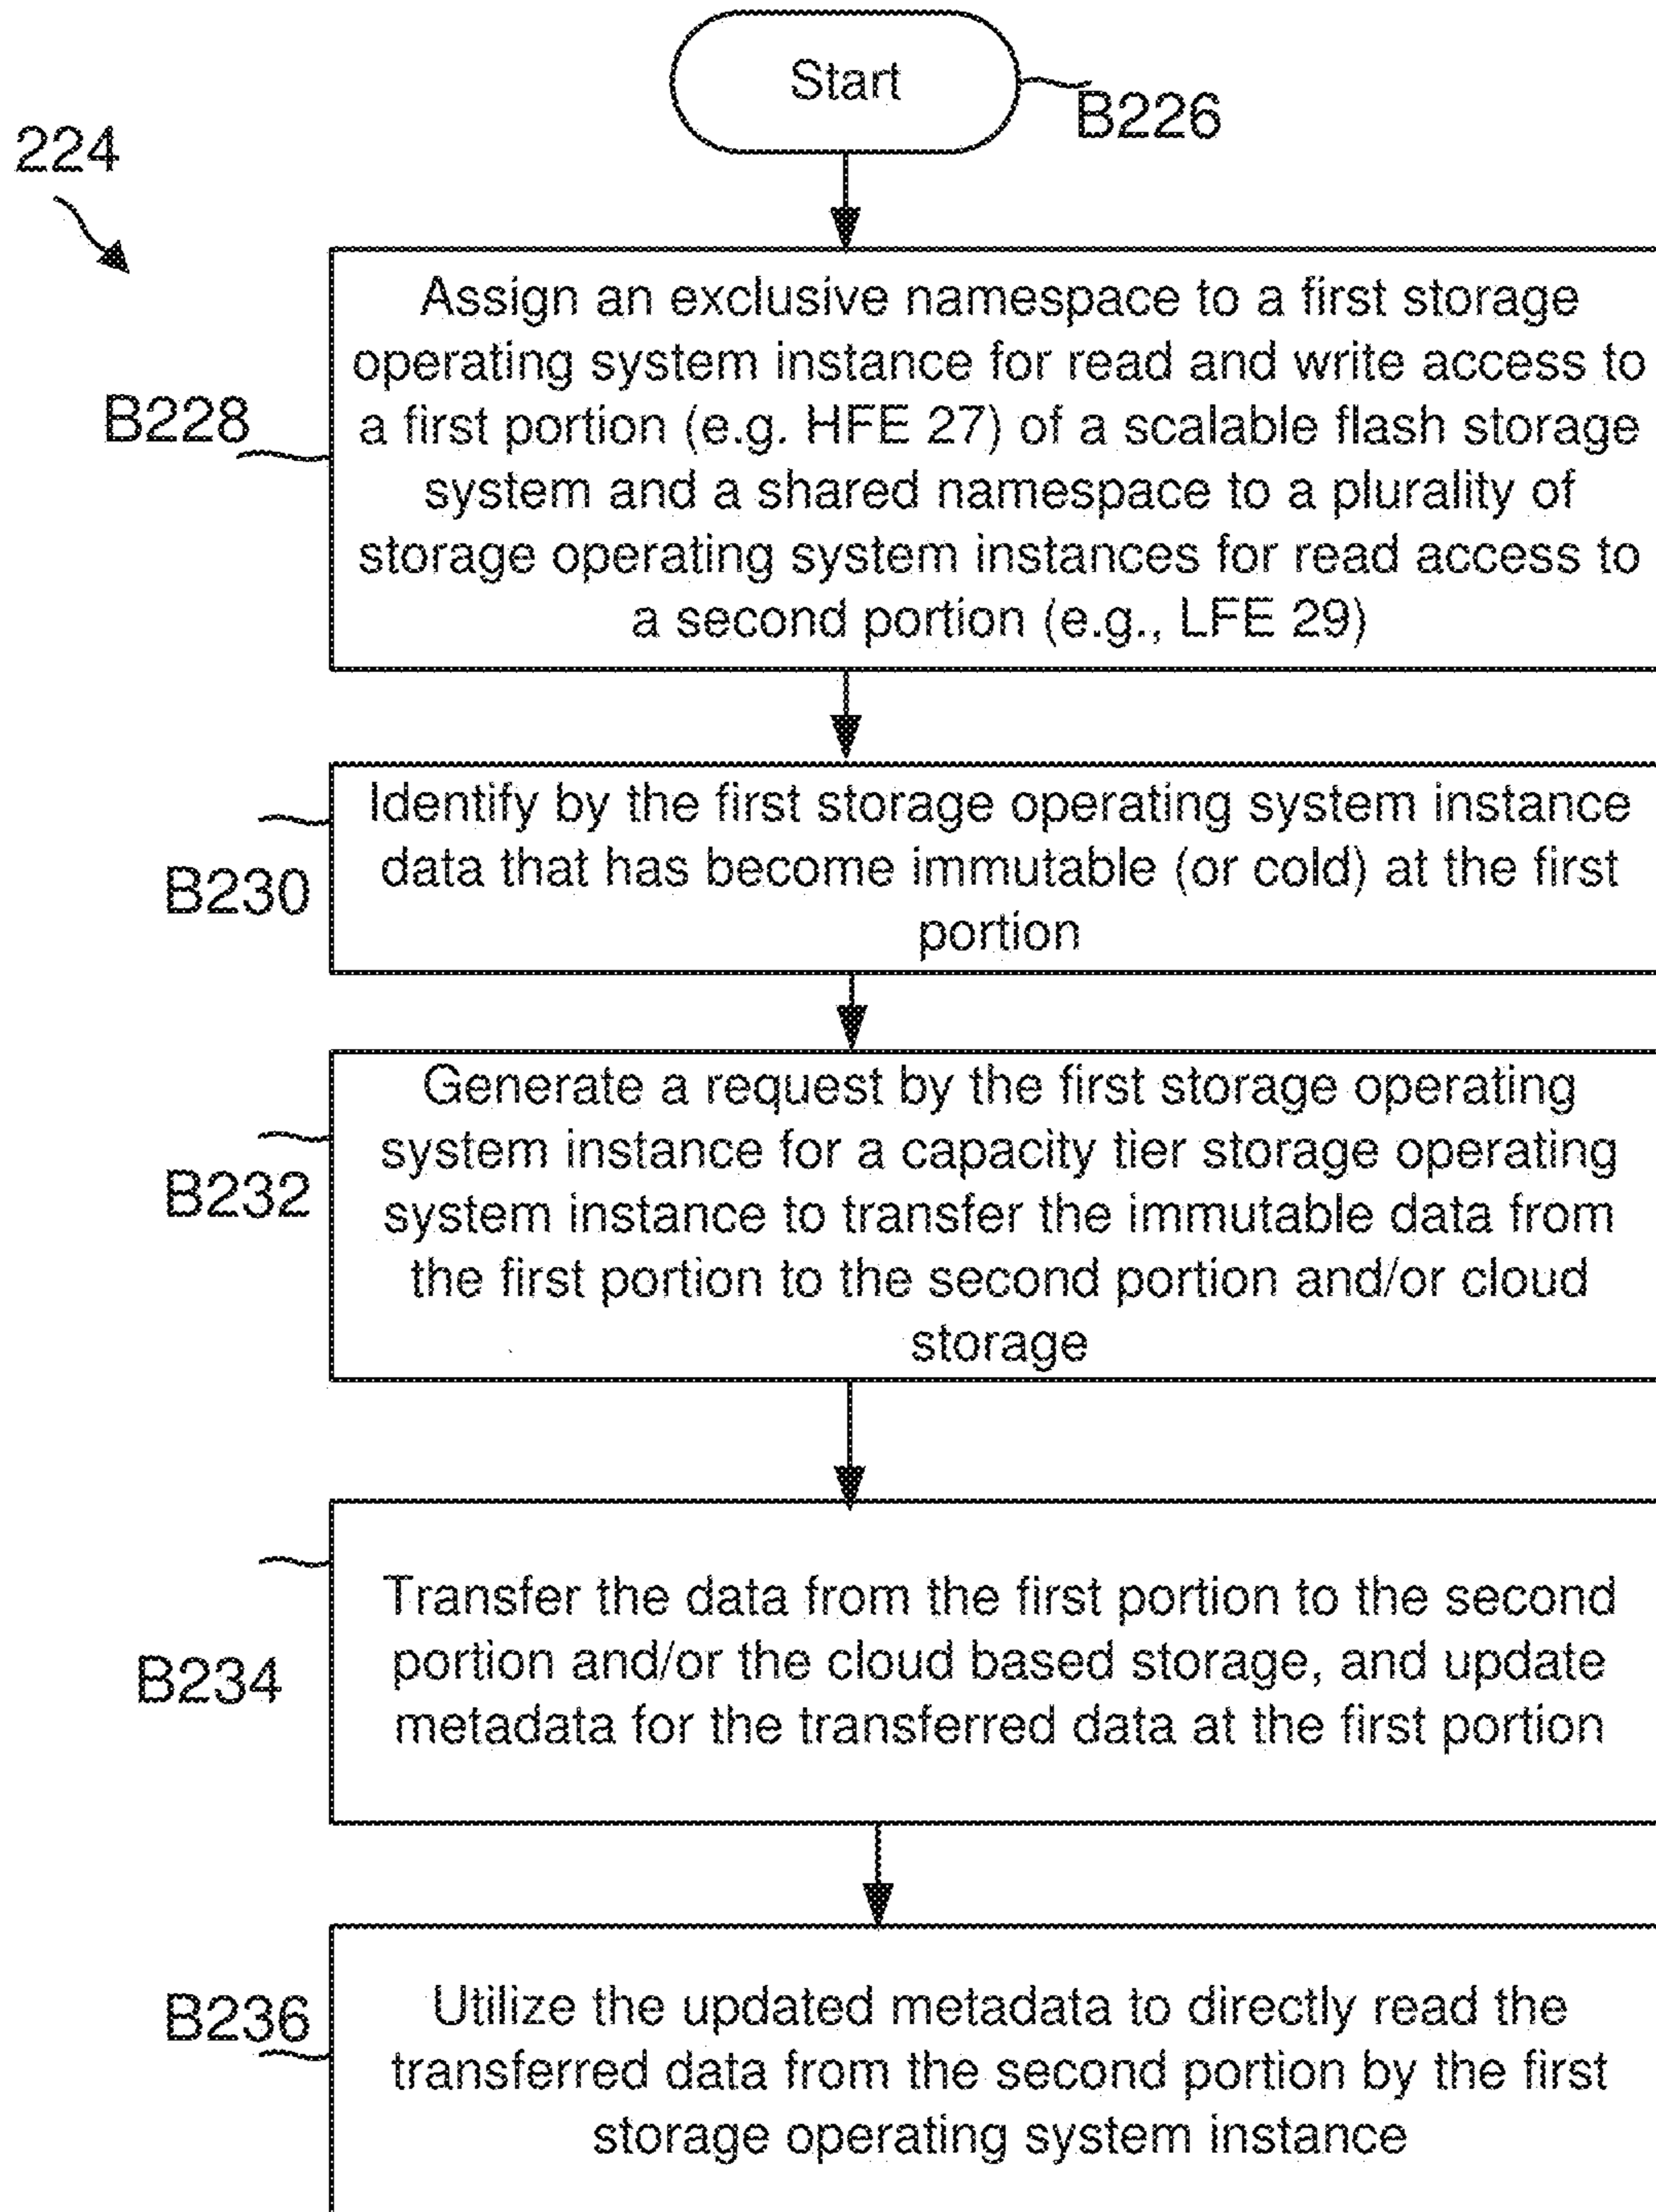 Start
B226
224
Assign an exclusive namespace to a first storage
operating system instance for read and write access to
B228
a first portion (e.g. HFE 27) of a scalable flash storage
system and a shared namespace to a plurality of
storage operating system instances for read access to
a second portion (e.g., LFE 29)
Identify by the first storage operating system instance
data that has become immutable (or cold) at the first
B230
portion
Generate a request by the first storage operating
system instance for a capacity tier storage operating
B232
system instance to transfer the immutable data from
the first portion to the second portion and/or cloud
storage
Transfer the data from the first portion to the second
portion and/or the cloud based storage, and update
B234
metadata for the transferred data at the first portion
B236
Utilize the updated metadata to directly read the
transferred data from the second portion by the first
storage operating system instance